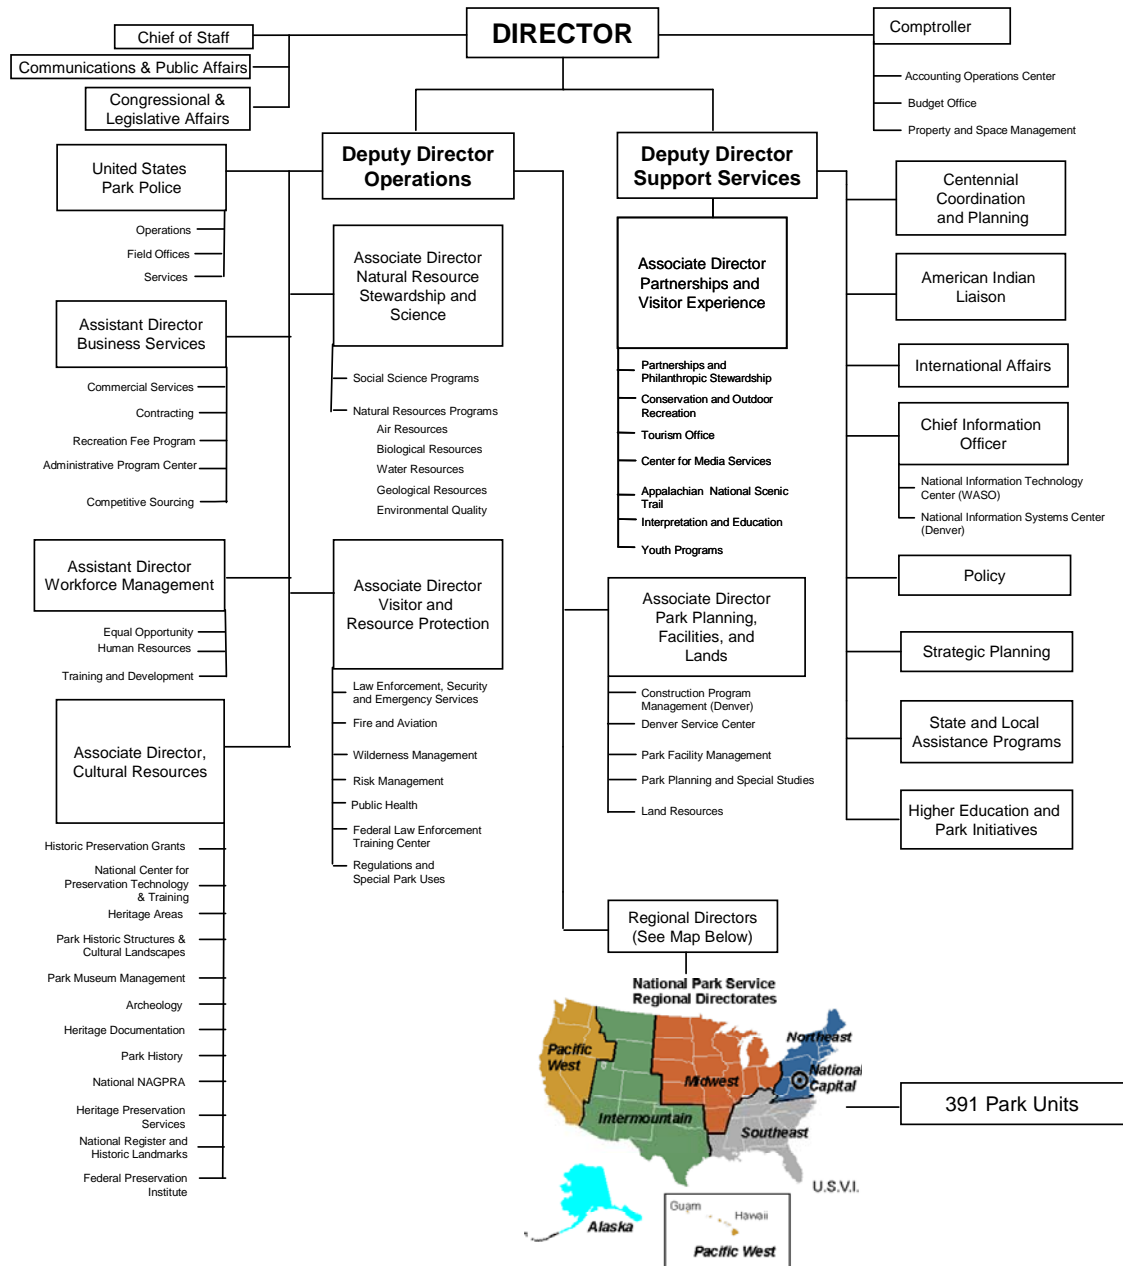 DIRECTOR
Chief of Staff
Communications & Public Affairs
Congressional &
Legislative Affairs
Comptroller
Accounting Operations Center
Budget Office
Property and Space Management
Deputy Director
Operations
Deputy Director
Support Services
United States
Park Police
Operations
Field Offices
Services
Assistant Director
Business Services
Commercial Services
Contracting
Recreation Fee Program
Administrative Program Center
Competitive Sourcing
Assistant Director
Workforce Management
Equal Opportunity
Human Resources
Training and Development
Associate Director,
Cultural Resources
Historic Preservation Grants
National Center for
Preservation Technology
& Training
Heritage Areas
Park Historic Structures &
Cultural Landscapes
Park Museum Management
Archeology
Heritage Documentation
Park History
National NAGPRA
Heritage Preservation
Services
National Register and
Historic Landmarks
Federal Preservation
Institute
Associate Director
Natural Resource
Stewardship and
Science
Social Science Programs
Natural Resources Programs
Air Resources
Biological Resources
Water Resources
Geological Resources
Environmental Quality
Associate Director
Visitor and
Resource Protection
Law Enforcement, Security
and Emergency Services
Fire and Aviation
Wilderness Management
Risk Management
Public Health
Federal Law Enforcement
Training Center
Regulations and
Special Park Uses
Associate Director
Partnerships and
Visitor Experience
Partnerships and
Philanthropic Stewardship
Conservation and Outdoor
Recreation
Tourism Office
Center for Media Services
Appalachian National Scenic
Trail
Interpretation and Education
Youth Programs
Associate Director
Park Planning,
Facilities, and
Lands
Construction Program
Management (Denver)
Denver Service Center
Park Facility Management
Park Planning and Special Studies
Land Resources
Regional Directors
(See Map Below)
Centennial
Coordination
and Planning
American Indian
Liaison
International Affairs
Chief Information
Officer
National Information Technology
Center (WASO)
National Information Systems Center
(Denver)
Policy
Strategic Planning
State and Local
Assistance Programs
Higher Education and
Park Initiatives
National Park Service
Regional Directorates
Pacific
West
Intermountain
Midwest
Northeast
National
Capital
Southeast
U.S.V.I.
Alaska
Guam
Hawaii
Pacific West
391 Park Units